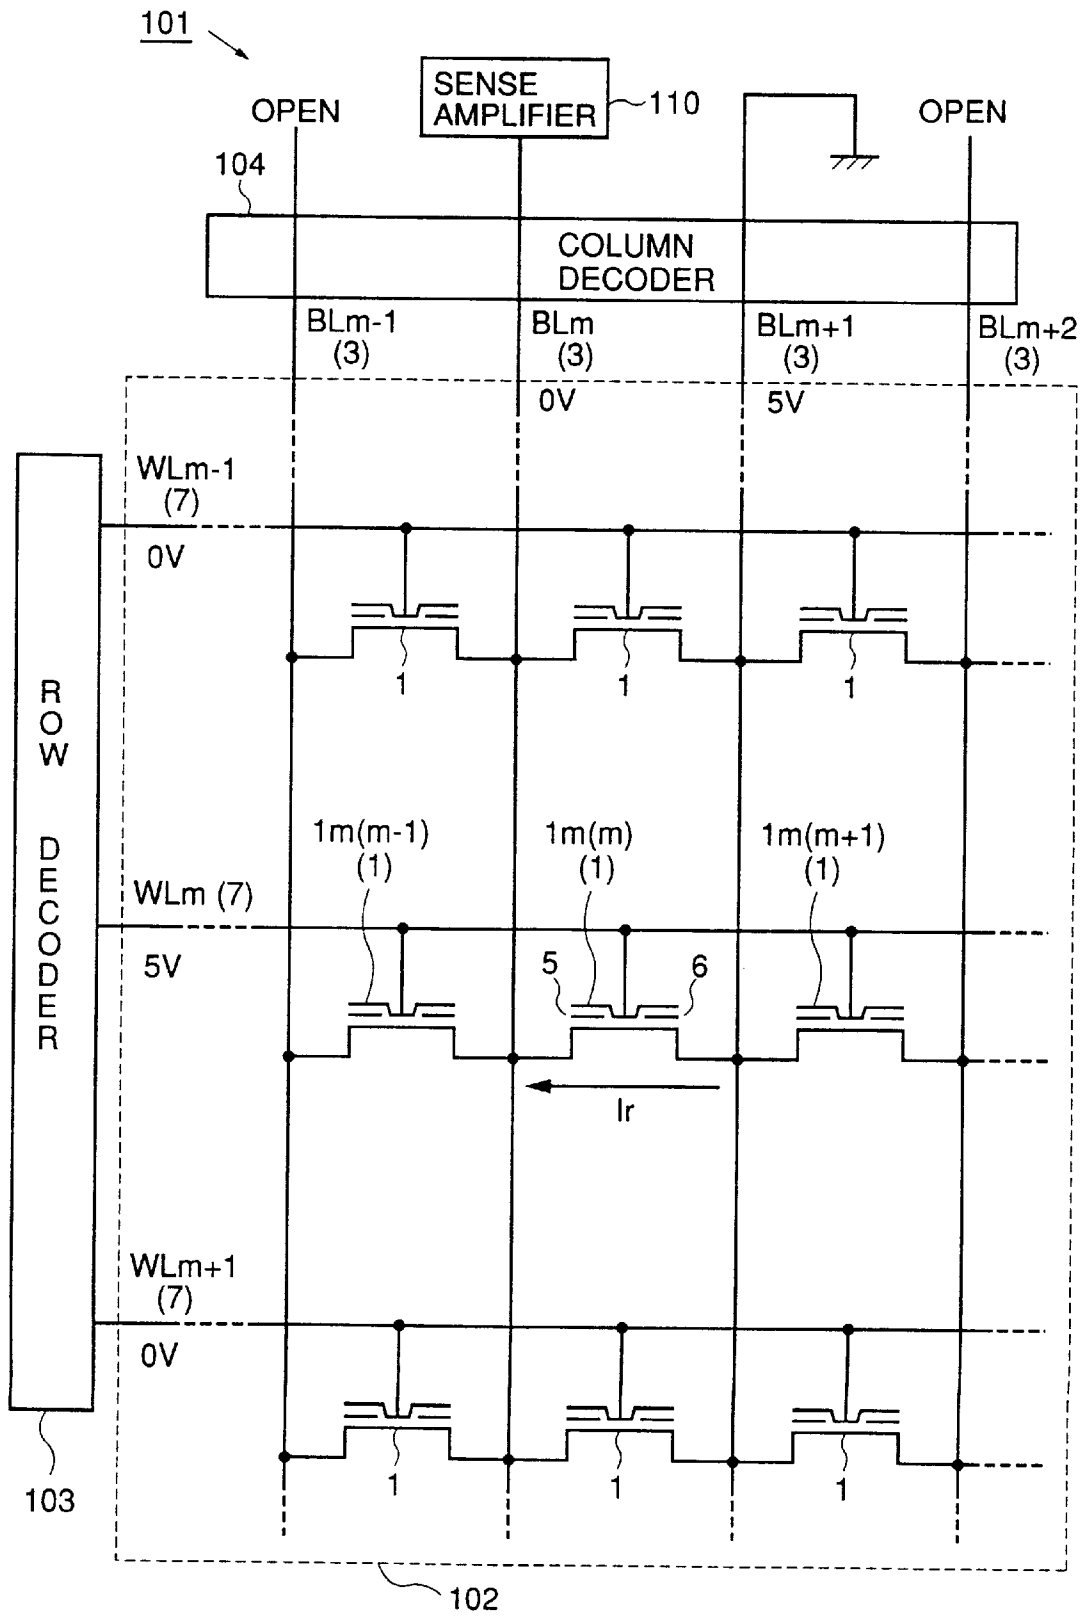 101
OPEN
SENSE
AMPLIFIER
110
OPEN
104
COLUMN
DECODER
BLm-1
(3)
BLm
(3)
BLm+1
(3)
BLm+2
(3)
0V
5V
WLm-1
(7)
0V
1
1
1
ROW DECODER
1m(m-1)
(1)
1m(m)
(1)
1m(m+1)
(1)
WLm (7)
5V
5
6
Ir
WLm+1
(7)
0V
1
1
1
103
102